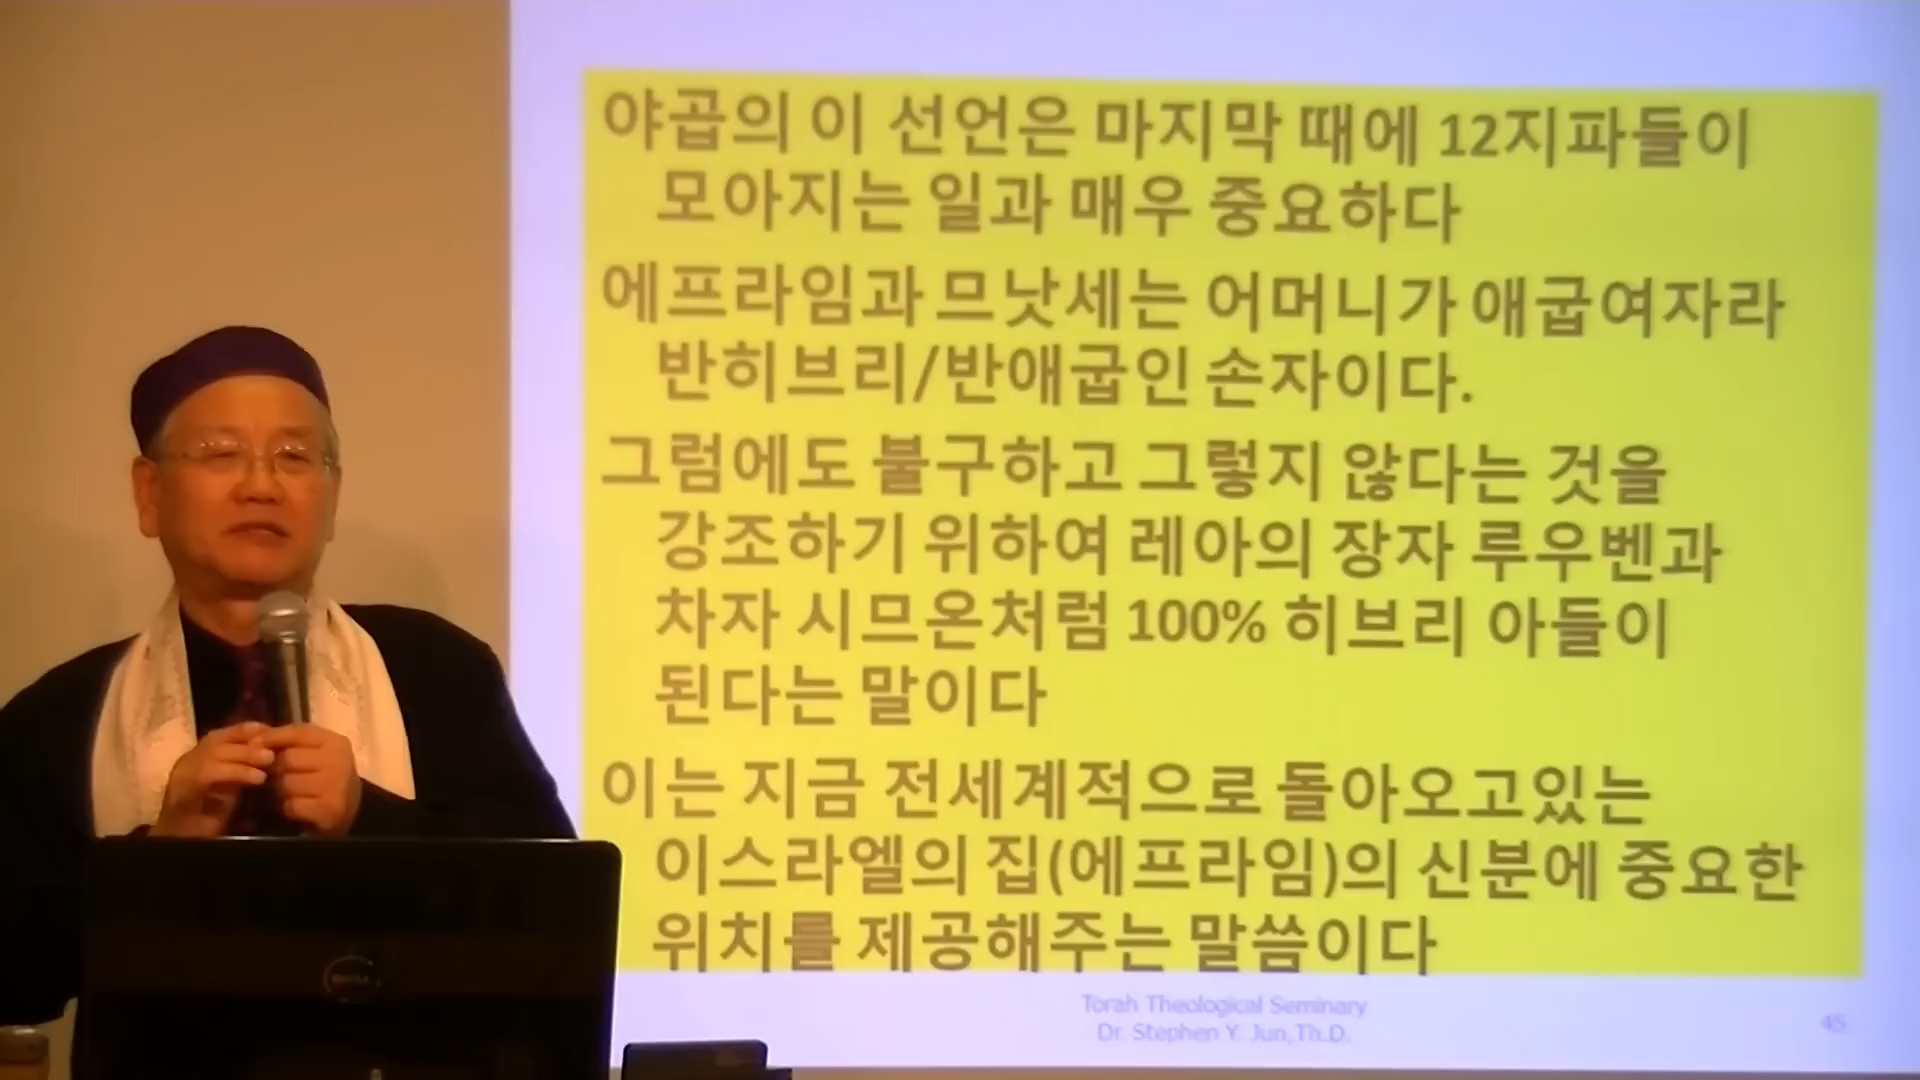 야곱의 이 선언은 마지막 때에 12지파들이
모아지는 일과 매우 중요하다
에프라임과 므낫세는 어머니가 애굽여자라
반히브리/반애굽인 손자이다.
그럼에도 불구하고 그렇지 않다는 것을
강조하기 위하여 레아의 장자 루우벤과
차자 시므온처럼 100% 히브리 아들이
된다는 말이다
이는 지금 전세계적으로 돌아오고있는
이스라엘의 집(에프라임)의 신분에 중요한
위치를 제공해주는 말씀이다
Torah Theological Seminary
Dr. Stephen Y. Jun,Th.D.
45